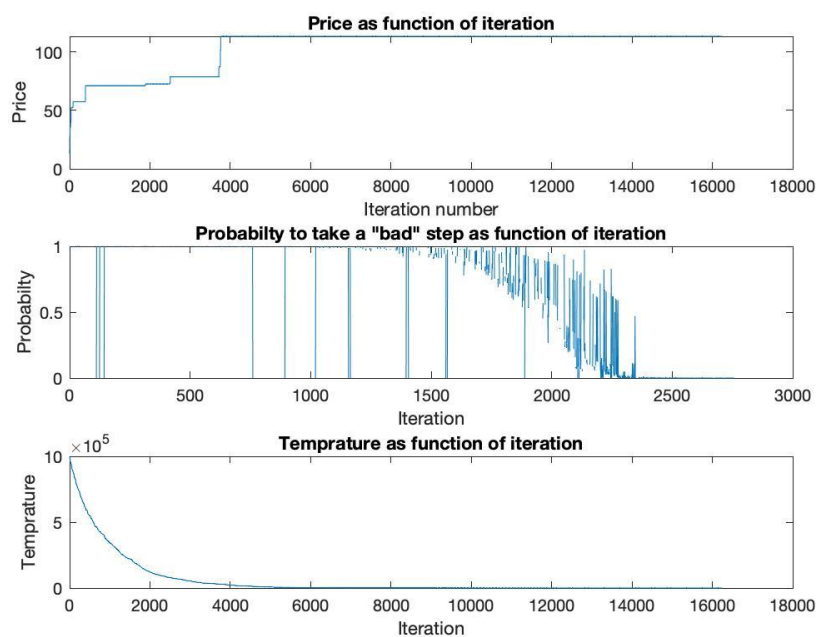 Price as function of iteration
100
50
0
Price
0 2000 4000 6000 8000 10000 12000 14000 16000 18000
Iteration number
Probabilty to take a "bad" step as function of iteration
1
0.5
0
Probabilty
0 500 1000 1500 2000 2500 3000
Iteration
Temprature as function of iteration
×10^5
10
5
0
Temprature
0 2000 4000 6000 8000 10000 12000 14000 16000 18000
Iteration